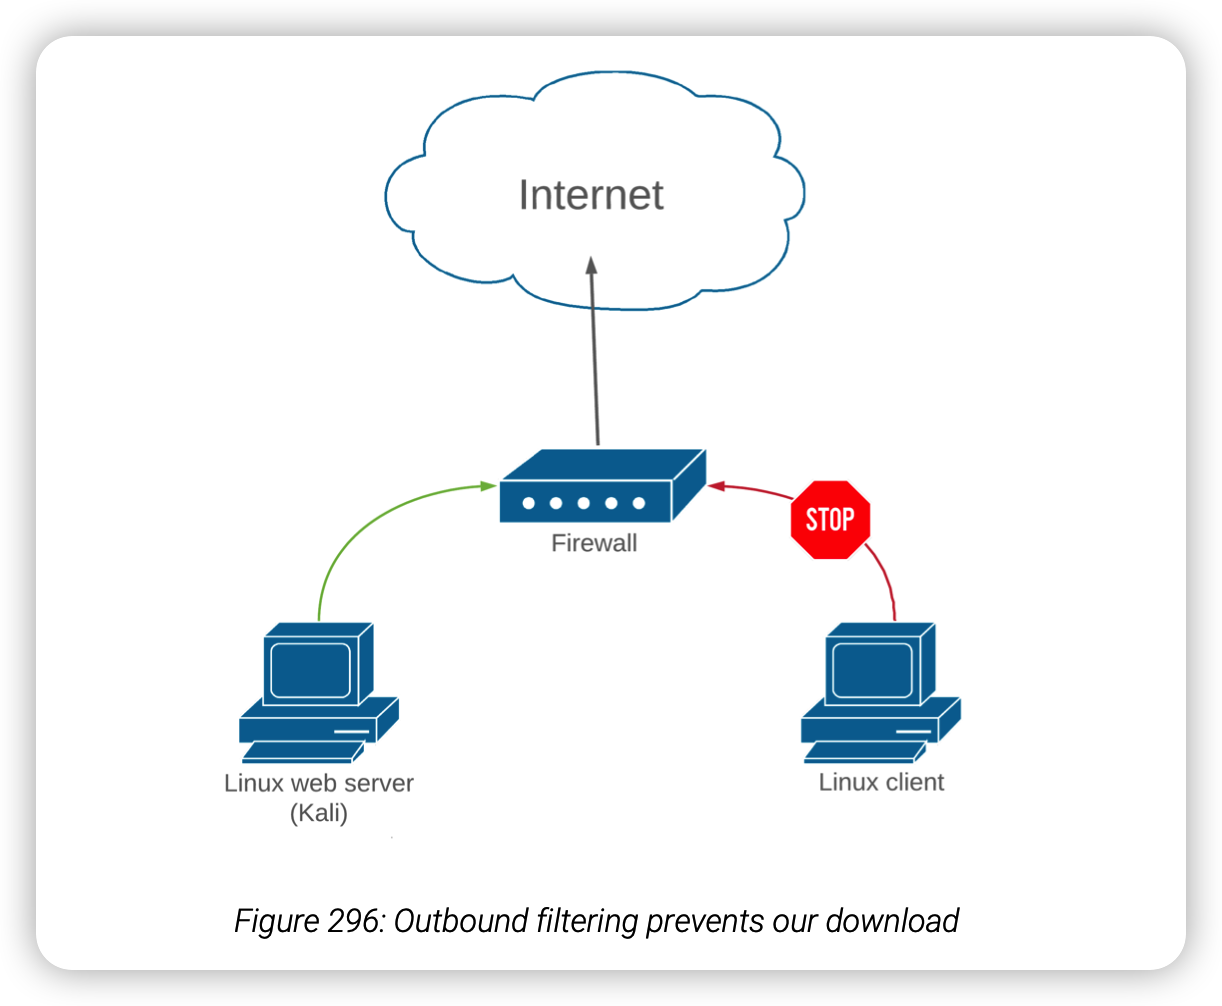 Internet
STOP
Firewall
Linux web server
(Kali)
Linux client
Figure 296: Outbound filtering prevents our download